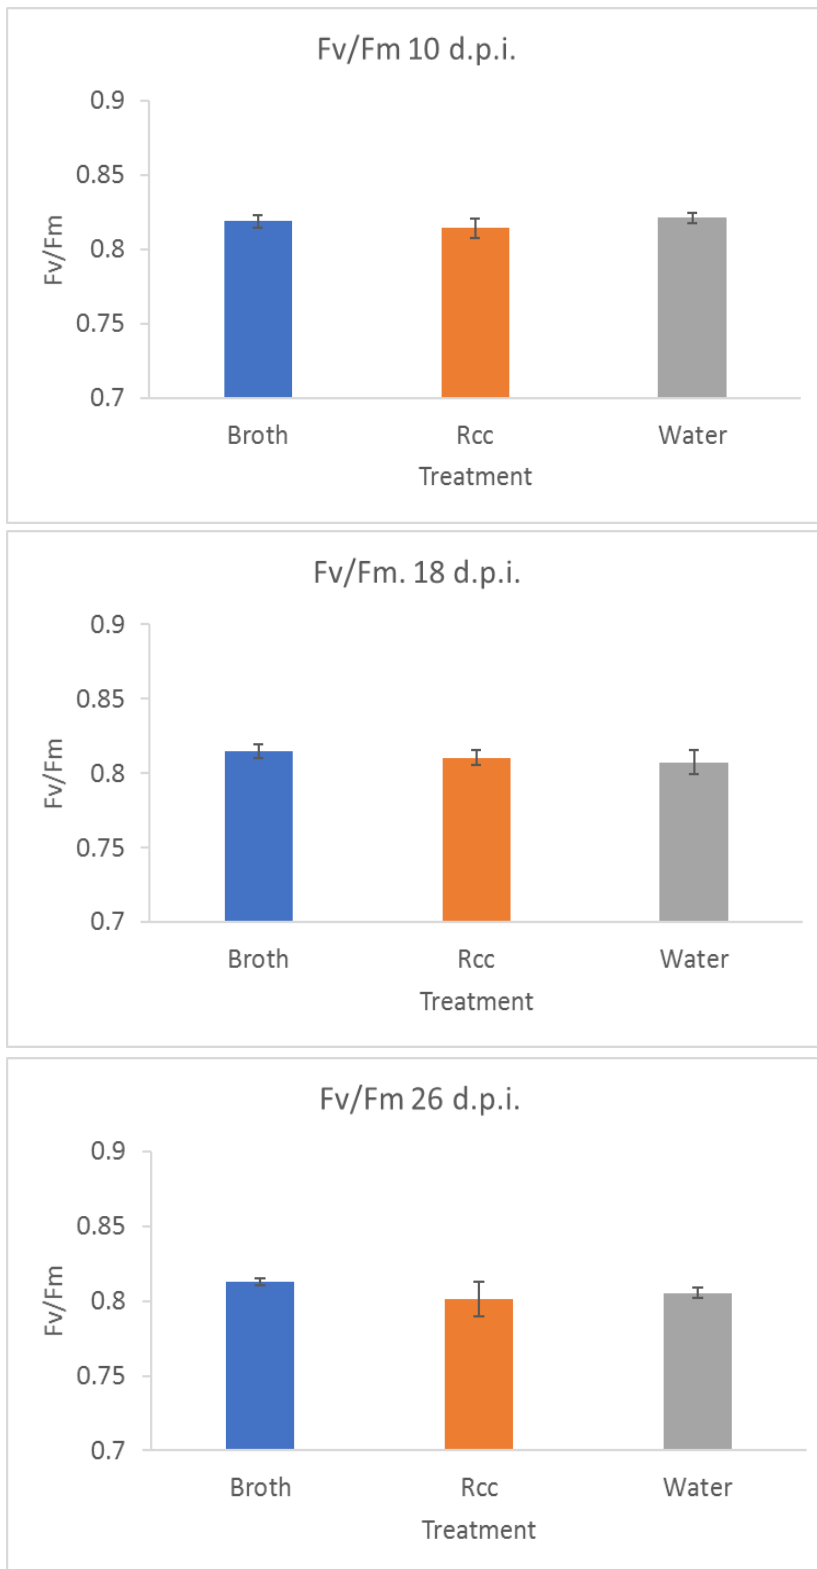 Fv/Fm 10 d.p.i.
0.9
0.85
0.8
0.75
0.7
Fv/Fm
Broth Rcc Water
Treatment
Fv/Fm. 18 d.p.i.
0.9
0.85
0.8
0.75
0.7
Fv/Fm
Broth Rcc Water
Treatment
Fv/Fm 26 d.p.i.
0.9
0.85
0.8
0.75
0.7
Fv/Fm
Broth Rcc Water
Treatment